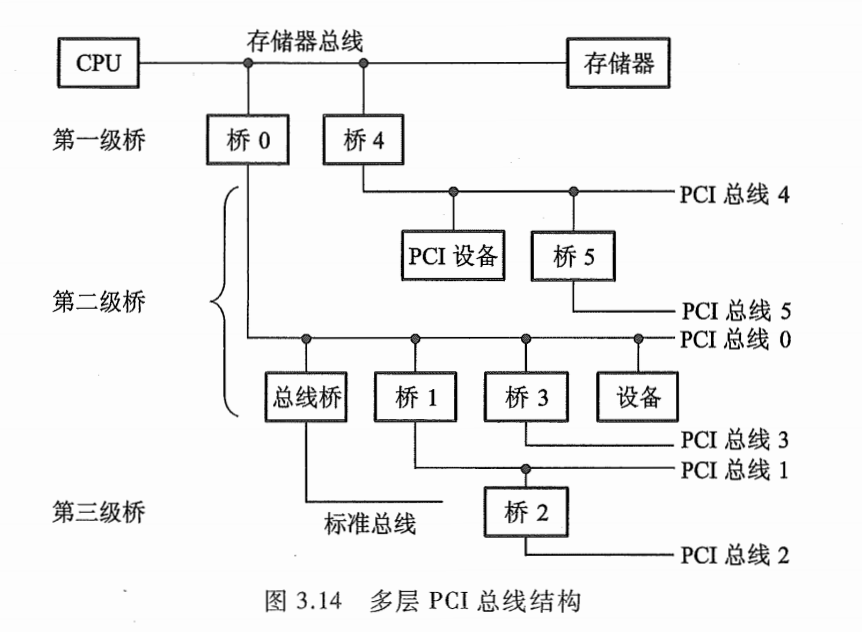 存储器总线
CPU
存储器
第一级桥
桥 0
桥 4
PCI 总线 4
PCI 设备
桥 5
第二级桥
PCI 总线 5
PCI 总线 0
总线桥
桥 1
桥 3
设备
PCI 总线 3
PCI 总线 1
第三级桥
标准总线
桥 2
PCI 总线 2
图 3.14 多层 PCI 总线结构